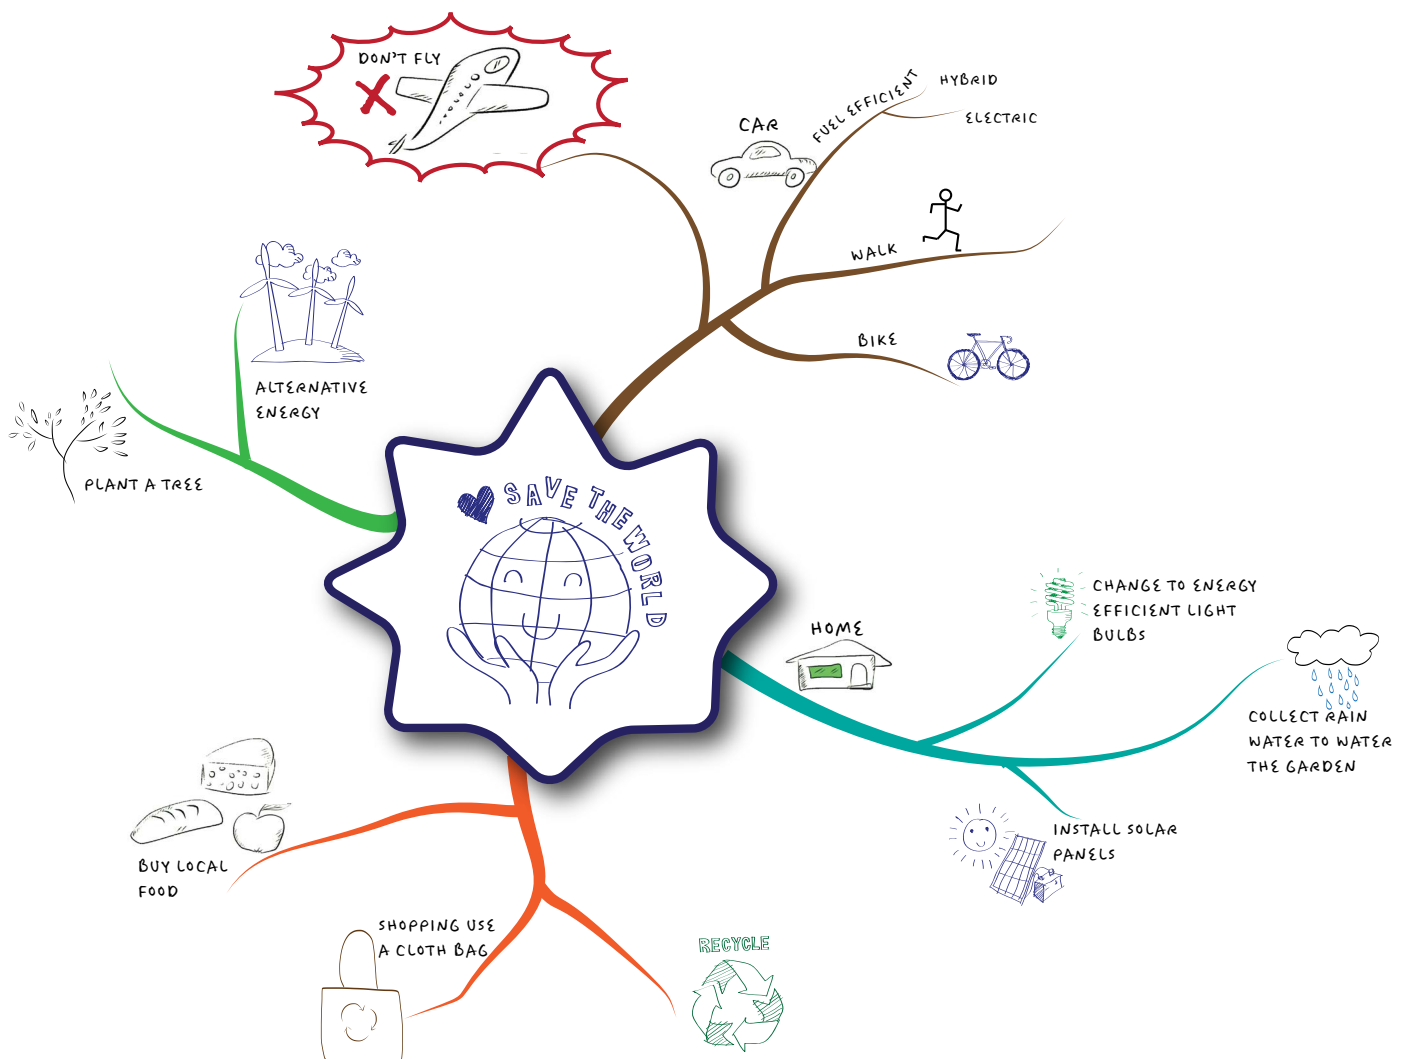 DON'T FLY
CAR
FUEL EFFICIENT
HYBRID
ELECTRIC
WALK
BIKE
ALTERNATIVE
ENERGY
PLANT A TREE
SAVE THE WORLD
HOME
CHANGE TO ENERGY
EFFICIENT LIGHT
BULBS
COLLECT RAIN
WATER TO WATER
THE GARDEN
INSTALL SOLAR
PANELS
BUY LOCAL
FOOD
SHOPPING USE
A CLOTH BAG
RECYCLE